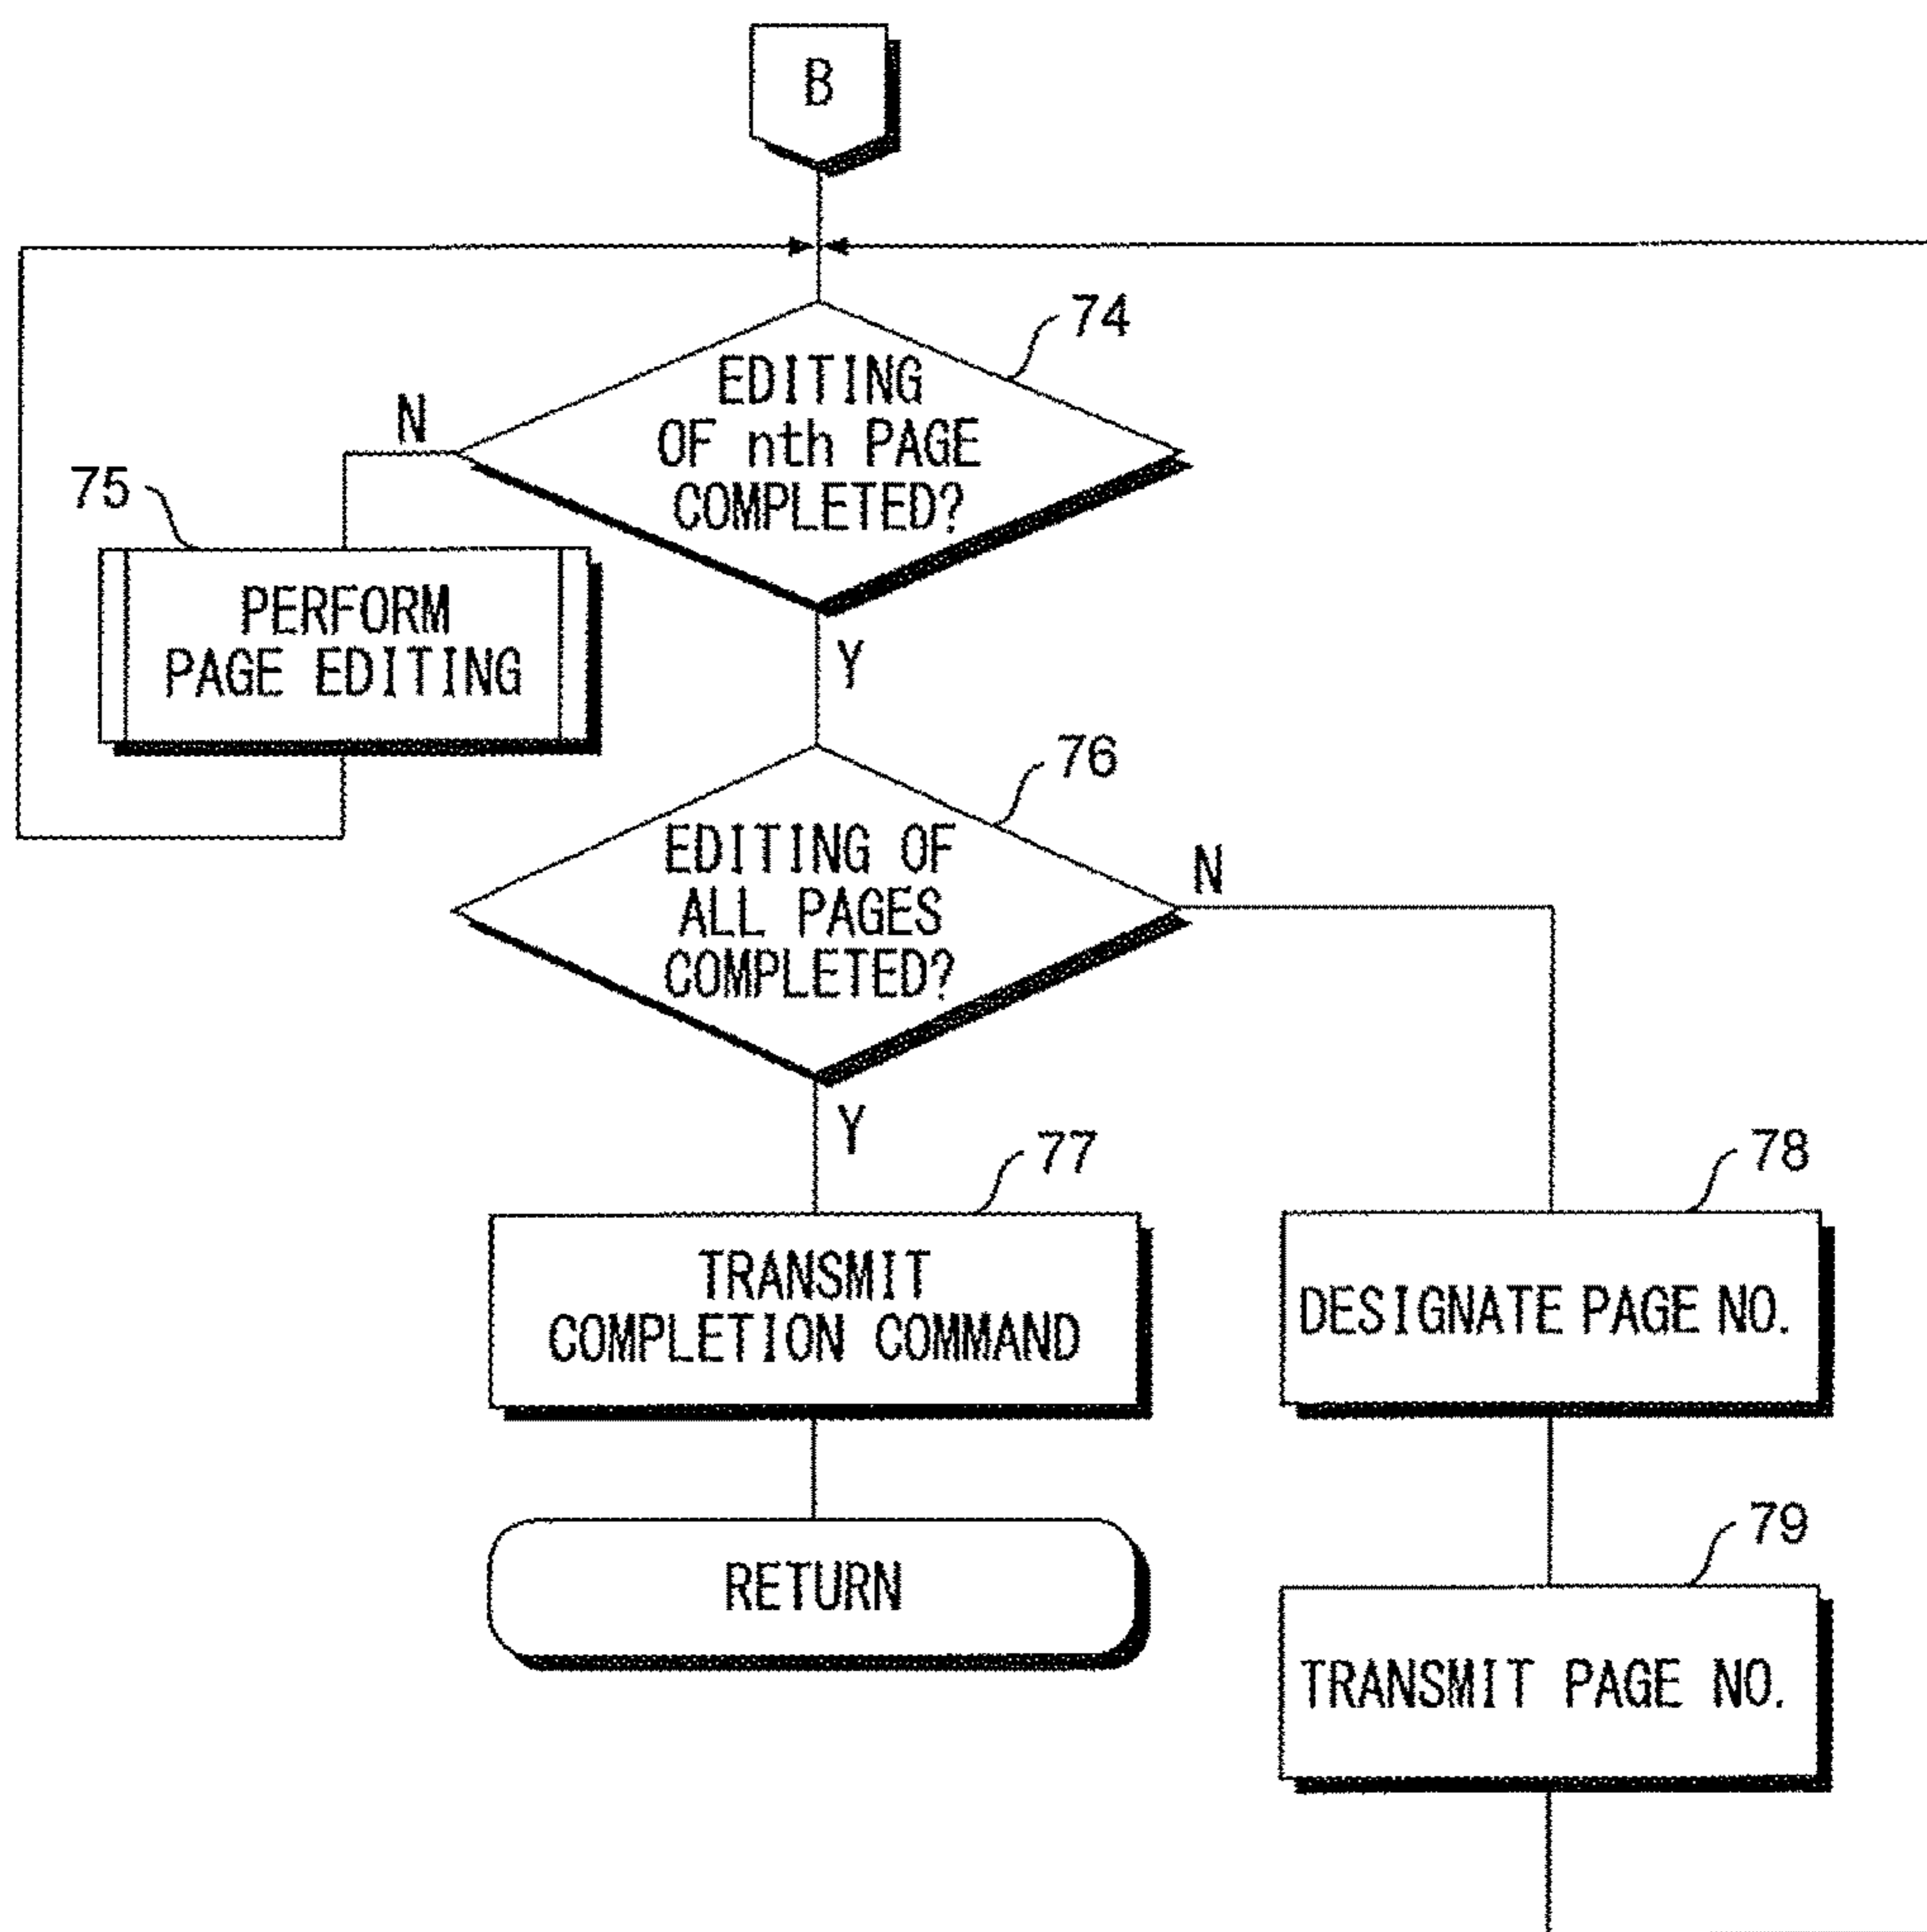 B
74
EDITING
OF nth PAGE
COMPLETED?
N
75
PERFORM
PAGE EDITING
Y
76
EDITING OF
ALL PAGES
COMPLETED?
N
Y
77
TRANSMIT
COMPLETION COMMAND
78
DESIGNATE PAGE NO.
RETURN
79
TRANSMIT PAGE NO.